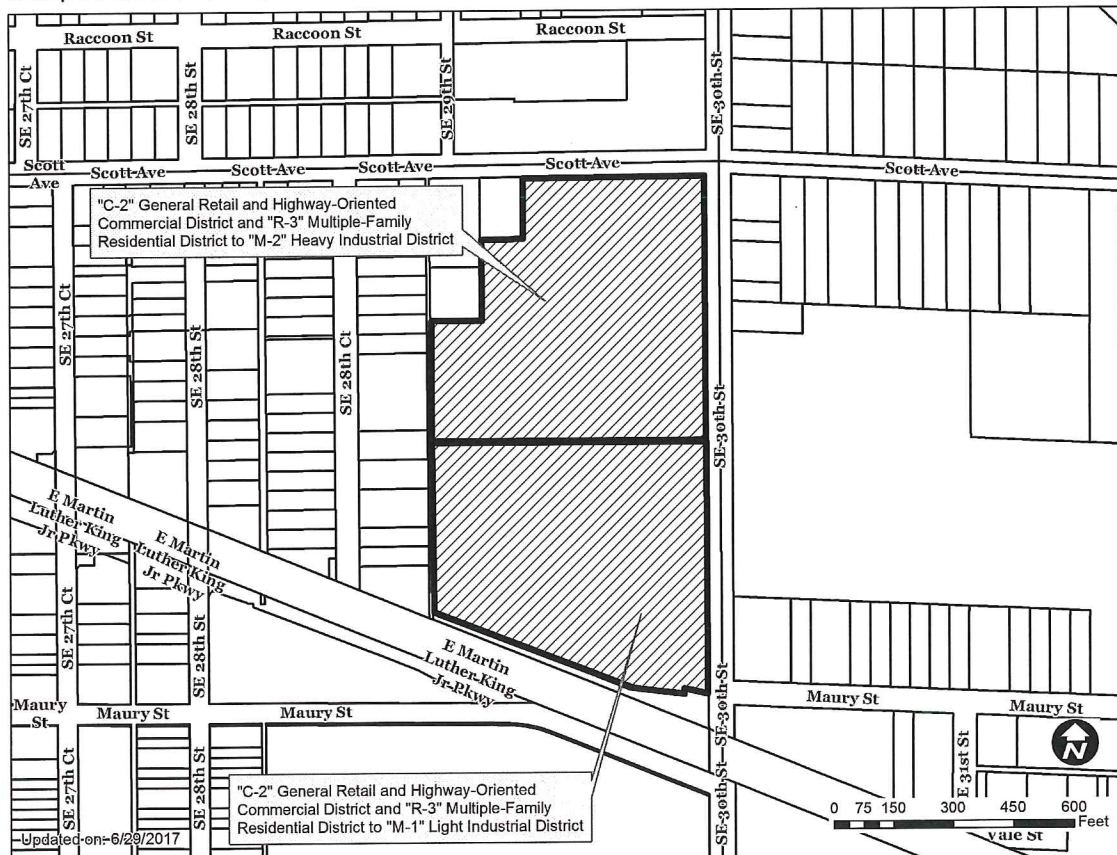 Raccoon St
Raccoon St
Raccoon St
SE 27th Ct
SE 28th St
SE 29th St
SE 30th St
Scott
Ave
Scott Ave
Scott Ave
Scott Ave
Scott Ave
Scott Ave
"C-2" General Retail and Highway-Oriented
Commercial District and "R-3" Multiple-Family
Residential District to "M-2" Heavy Industrial District
SE 27th Ct
SE 28th St
SE 28th Ct
SE 30th St
E Martin
Luther King
Jr Pkwy
E Martin
Luther King
Jr Pkwy
E Martin
Luther King
Jr Pkwy
SE 27th Ct
SE 28th St
SE 30th St
Maury
St
Maury St
Maury St
Maury St
Maury St
SE 27th Ct
SE 28th St
SE 30th St
E 31st St
N
"C-2" General Retail and Highway-Oriented
Commercial District and "R-3" Multiple-Family
Residential District to "M-1" Light Industrial District
0 75 150 300 450 600
Feet
Vale St
Updated on: 6/29/2017